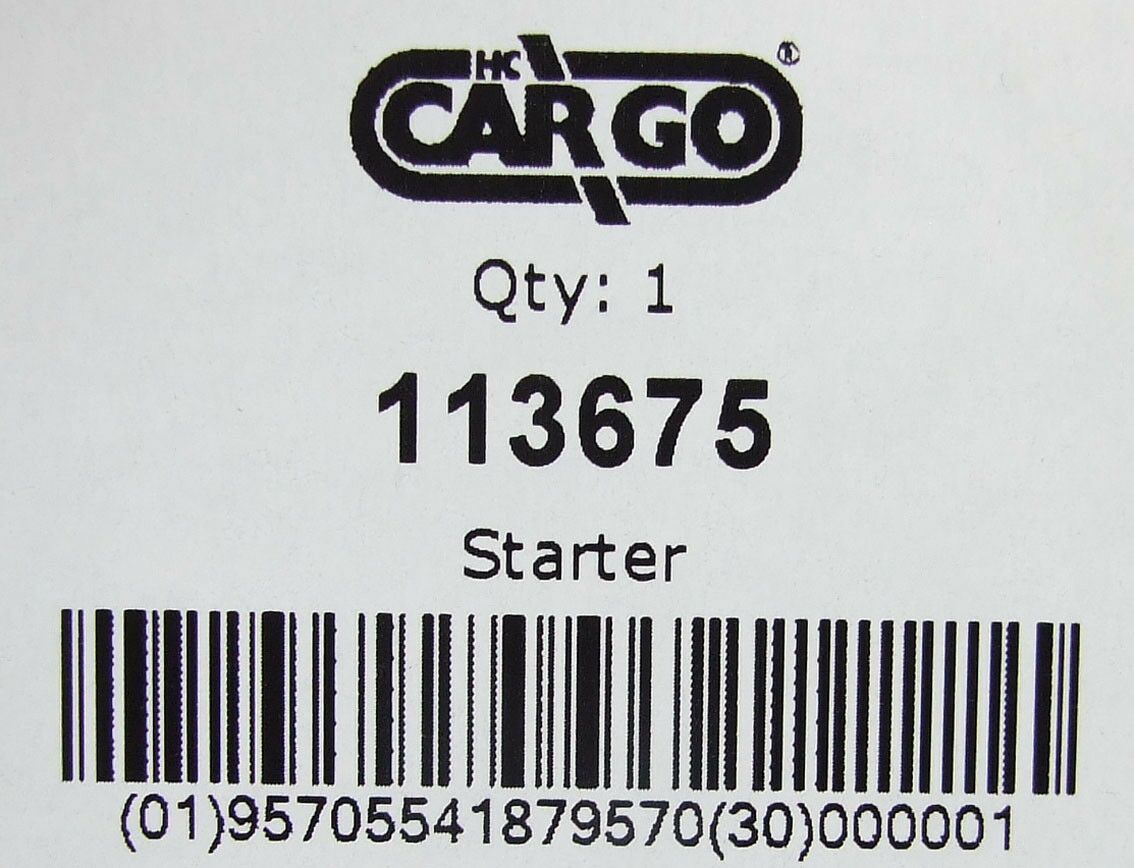 HC
CARGO®
Qty: 1
113675
Starter
(01)95705541879570(30)000001